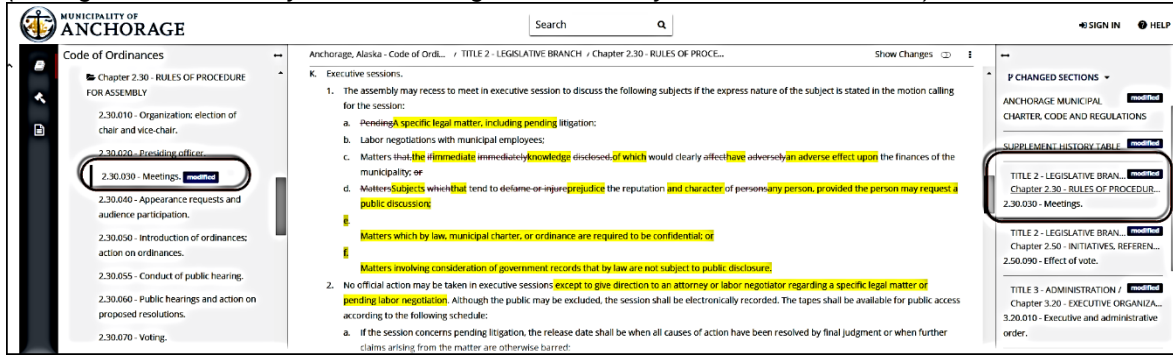 MUNICIPALITY OF
ANCHORAGE
Search
SIGN IN
HELP
Code of Ordinances
Chapter 2.30 - RULES OF PROCEDURE
FOR ASSEMBLY
2.30.010 - Organization; election of
chair and vice-chair.
2.30.020 - Presiding officer.
2.30.030 - Meetings. modified
2.30.040 - Appearance requests and
audience participation.
2.30.050 - Introduction of ordinances;
action on ordinances.
2.30.055 - Conduct of public hearing.
2.30.060 - Public hearings and action on
proposed resolutions.
2.30.070 - Voting.
Anchorage, Alaska - Code of Ordi... / TITLE 2 - LEGISLATIVE BRANCH / Chapter 2.30 - RULES OF PROCE...
Show Changes
K. Executive sessions.
1. The assembly may recess to meet in executive session to discuss the following subjects if the express nature of the subject is stated in the motion calling
for the session:
a. PendingA specific legal matter, including pending litigation;
b. Labor negotiations with municipal employees;
c. Matters that,the ifimmediate immediatelyknowledge disclosed,of which would clearly affecthave adverselyan adverse effect upon the finances of the
municipality; or
d. MattersSubjects whichthat tend to defame or injureprejudice the reputation and character of personsany person, provided the person may request a
public discussion;
e.
Matters which by law, municipal charter, or ordinance are required to be confidential; or
f.
Matters involving consideration of government records that by law are not subject to public disclosure.
2. No official action may be taken in executive sessions except to give direction to an attorney or labor negotiator regarding a specific legal matter or
pending labor negotiation. Although the public may be excluded, the session shall be electronically recorded. The tapes shall be available for public access
according to the following schedule:
a. If the session concerns pending litigation, the release date shall be when all causes of action have been resolved by final judgment or when further
claims arising from the matter are otherwise barred;
P CHANGED SECTIONS
ANCHORAGE MUNICIPAL modified
CHARTER, CODE AND REGULATIONS
SUPPLEMENT HISTORY TABLE modified
TITLE 2 - LEGISLATIVE BRAN... modified
Chapter 2.30 - RULES OF PROCEDUR...
2.30.030 - Meetings.
TITLE 2 - LEGISLATIVE BRAN... modified
Chapter 2.50 - INITIATIVES, REFEREN...
2.50.090 - Effect of vote.
TITLE 3 - ADMINISTRATION / modified
Chapter 3.20 - EXECUTIVE ORGANIZA...
3.20.010 - Executive and administrative
order.